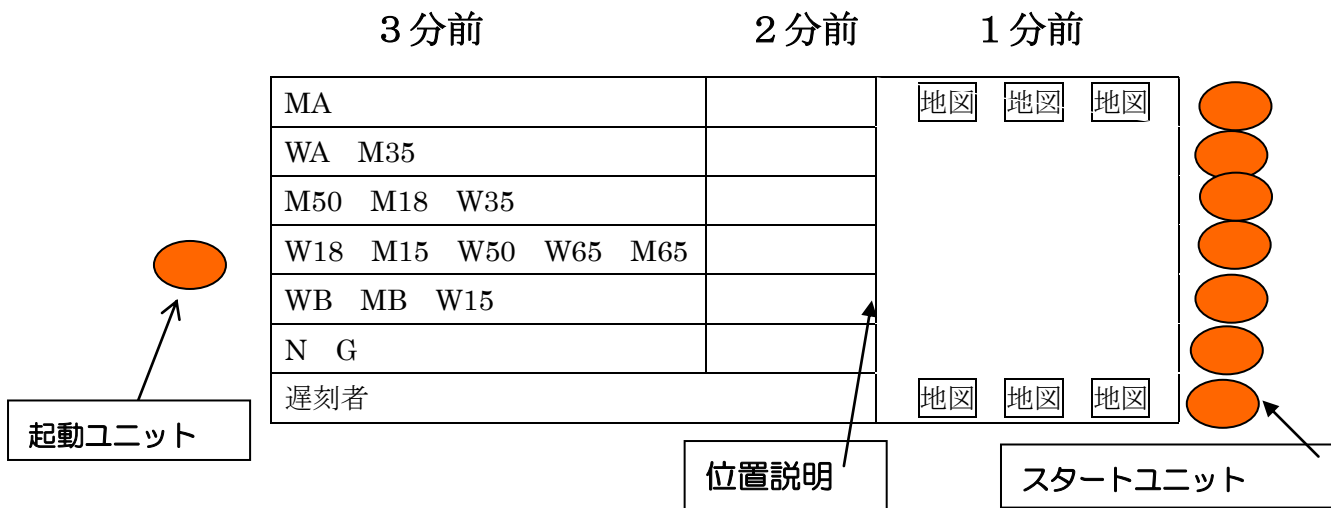 ３分前 ２分前 １分前
MA 地図 地図 地図
WA M35
M50 M18 W35
W18 M15 W50 W65 M65
WB MB W15
N G
遅刻者 地図 地図 地図
起動ユニット
位置説明
スタートユニット